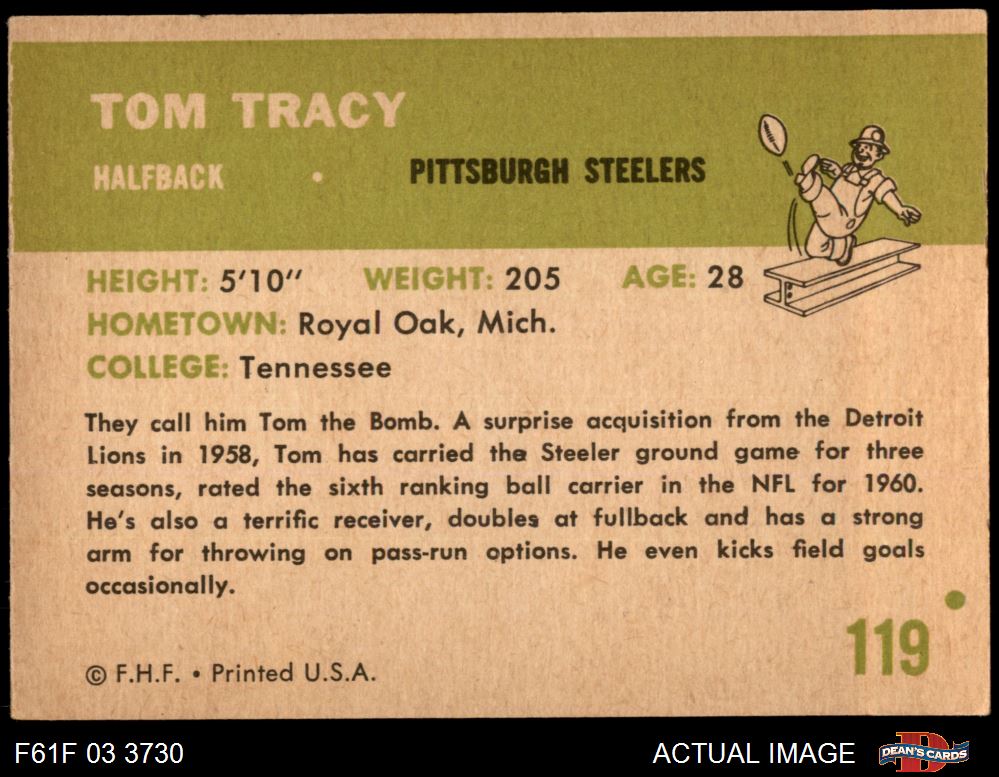 TOM TRACY
HALFBACK • PITTSBURGH STEELERS
HEIGHT: 5'10" WEIGHT: 205 AGE: 28
HOMETOWN: Royal Oak, Mich.
COLLEGE: Tennessee
They call him Tom the Bomb. A surprise acquisition from the Detroit
Lions in 1958, Tom has carried the Steeler ground game for three
seasons, rated the sixth ranking ball carrier in the NFL for 1960.
He's also a terrific receiver, doubles at fullback and has a strong
arm for throwing on pass-run options. He even kicks field goals
occasionally.
119
© F.H.F. • Printed U.S.A.
F61F 03 3730 ACTUAL IMAGE D DEAN'S CARDS